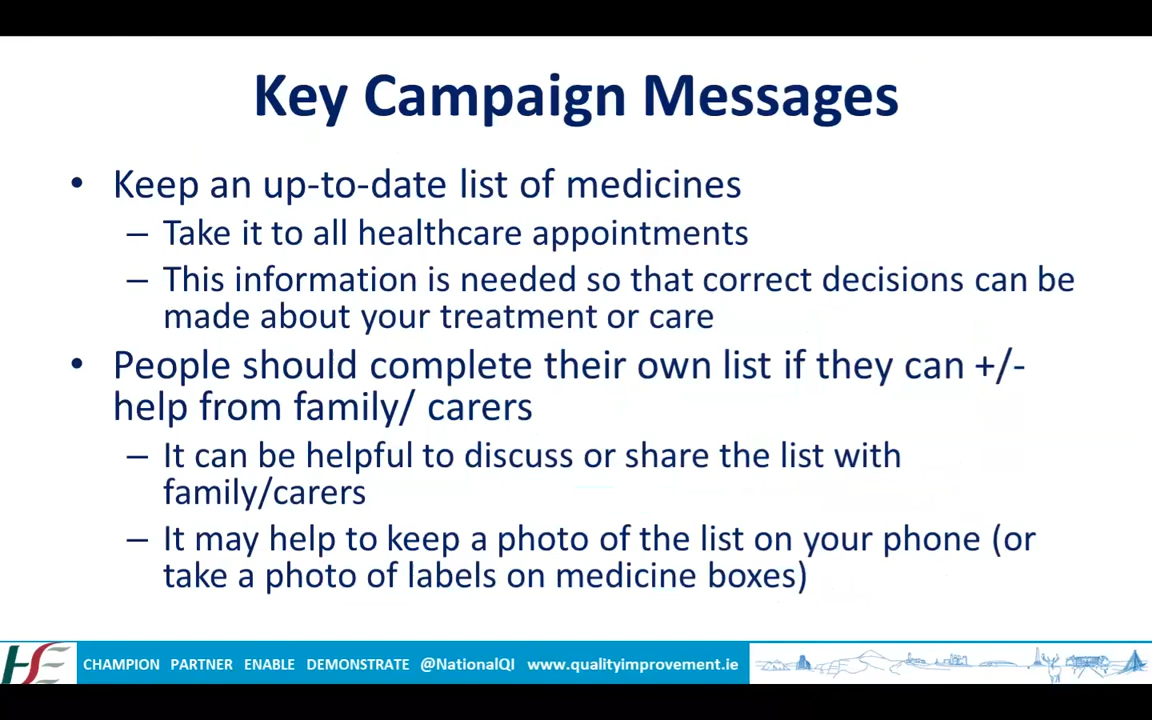 Key Campaign Messages
• Keep an up-to-date list of medicines
– Take it to all healthcare appointments
– This information is needed so that correct decisions can be
made about your treatment or care
• People should complete their own list if they can +/-
help from family/ carers
– It can be helpful to discuss or share the list with
family/carers
– It may help to keep a photo of the list on your phone (or
take a photo of labels on medicine boxes)
HSE CHAMPION PARTNER ENABLE DEMONSTRATE @NationalQI www.qualityimprovement.ie